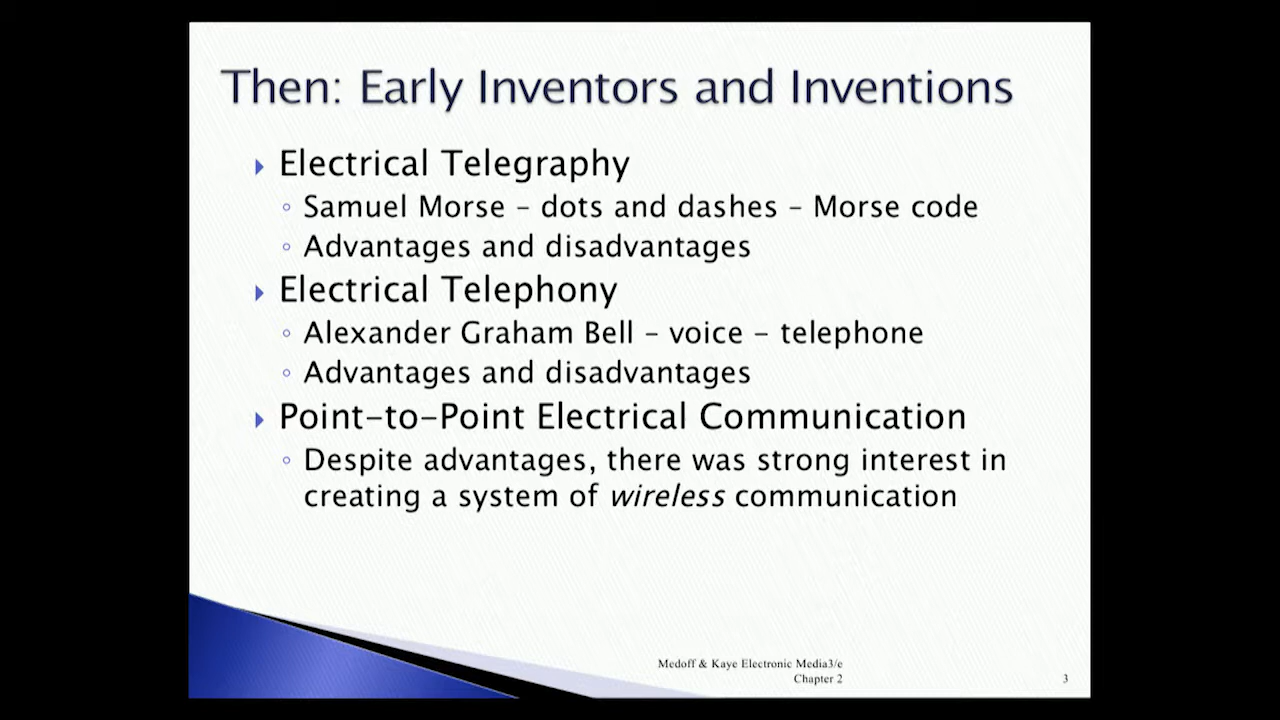 Then: Early Inventors and Inventions
Electrical Telegraphy
Samuel Morse – dots and dashes – Morse code
Advantages and disadvantages
Electrical Telephony
Alexander Graham Bell – voice – telephone
Advantages and disadvantages
Point-to-Point Electrical Communication
Despite advantages, there was strong interest in
creating a system of wireless communication
Medoff & Kaye Electronic Media3/e
Chapter 2
3